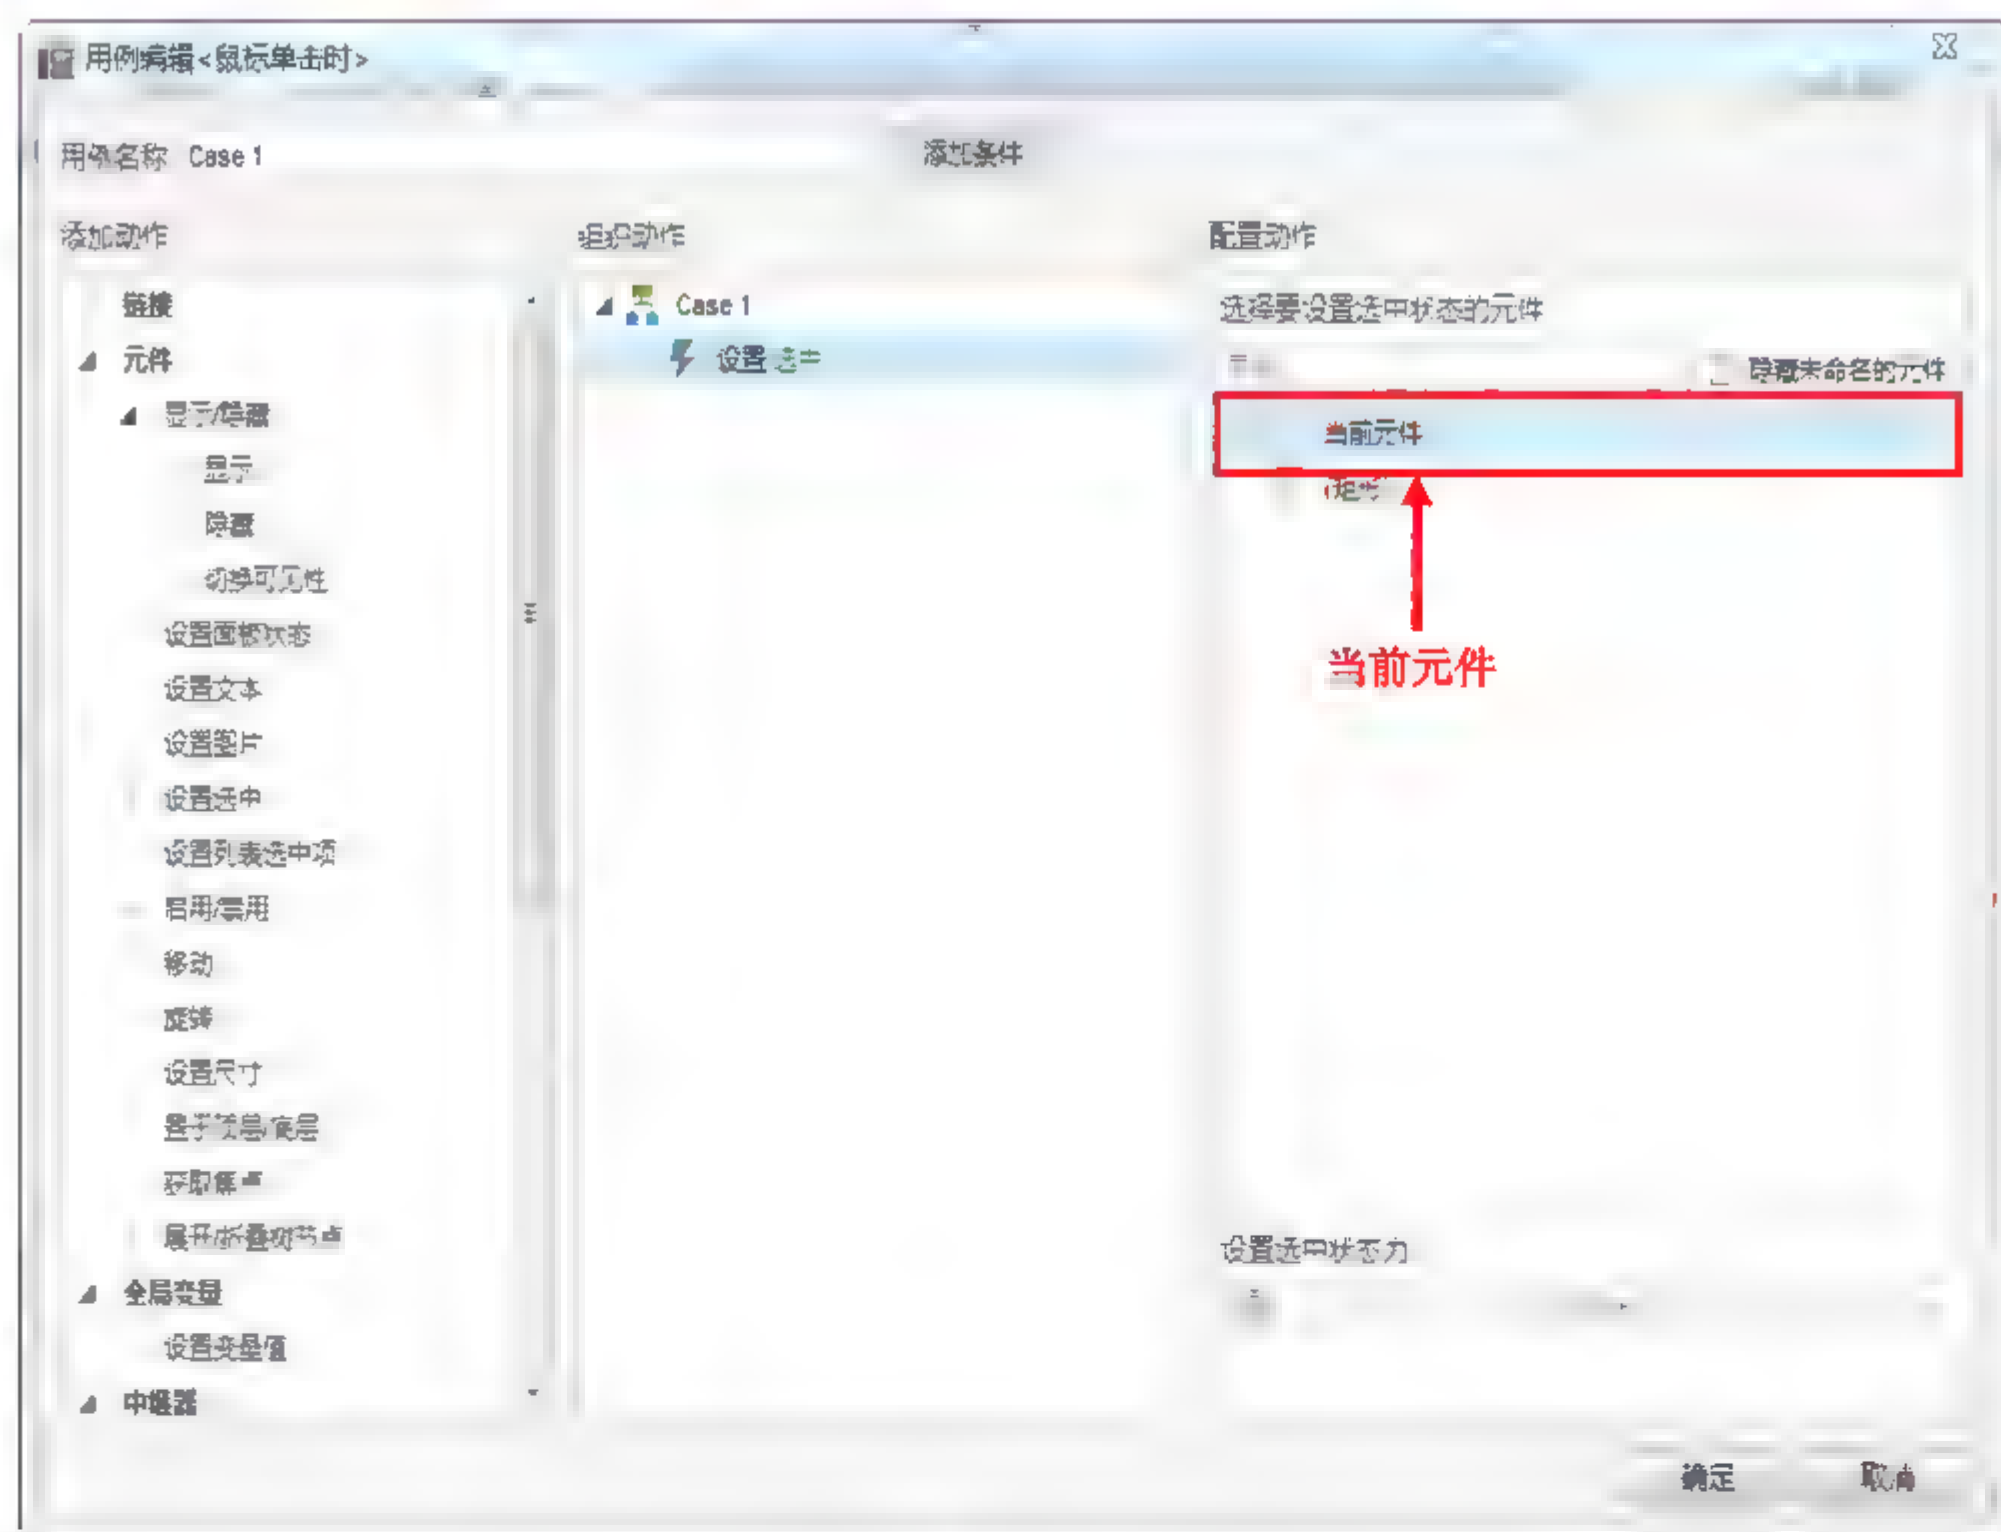 用例编辑<鼠标单击时>
用例名称 Case 1 添加条件
添加动作 组织动作 配置动作
链接
元件
显示/隐藏
显示
隐藏
切换可见性
设置面板状态
设置文本
设置图片
设置选中
设置列表选中项
启用/禁用
移动
旋转
设置尺寸
置于顶层/底层
获取焦点
展开/折叠树节点
全局变量
设置变量值
中继器
Case 1
设置 选中
选择要设置选中状态的元件
隐藏未命名的元件
当前元件
当前元件
设置选中状态为
确定 取消